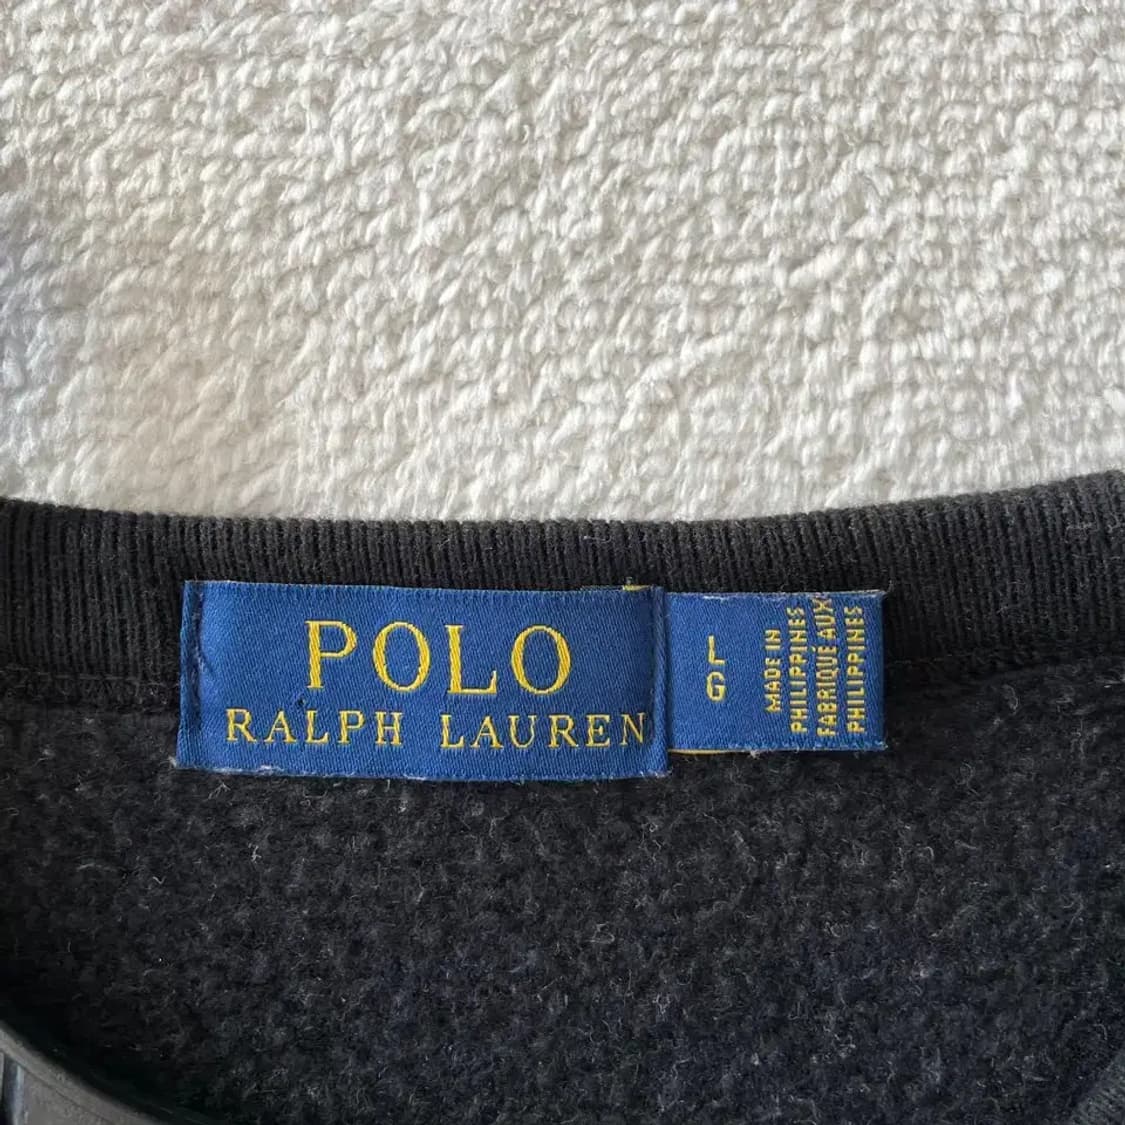 POLO
RALPH LAUREN
L
G
MADE IN
PHILIPPINES
FABRIQUÉ AUX
PHILIPPINES